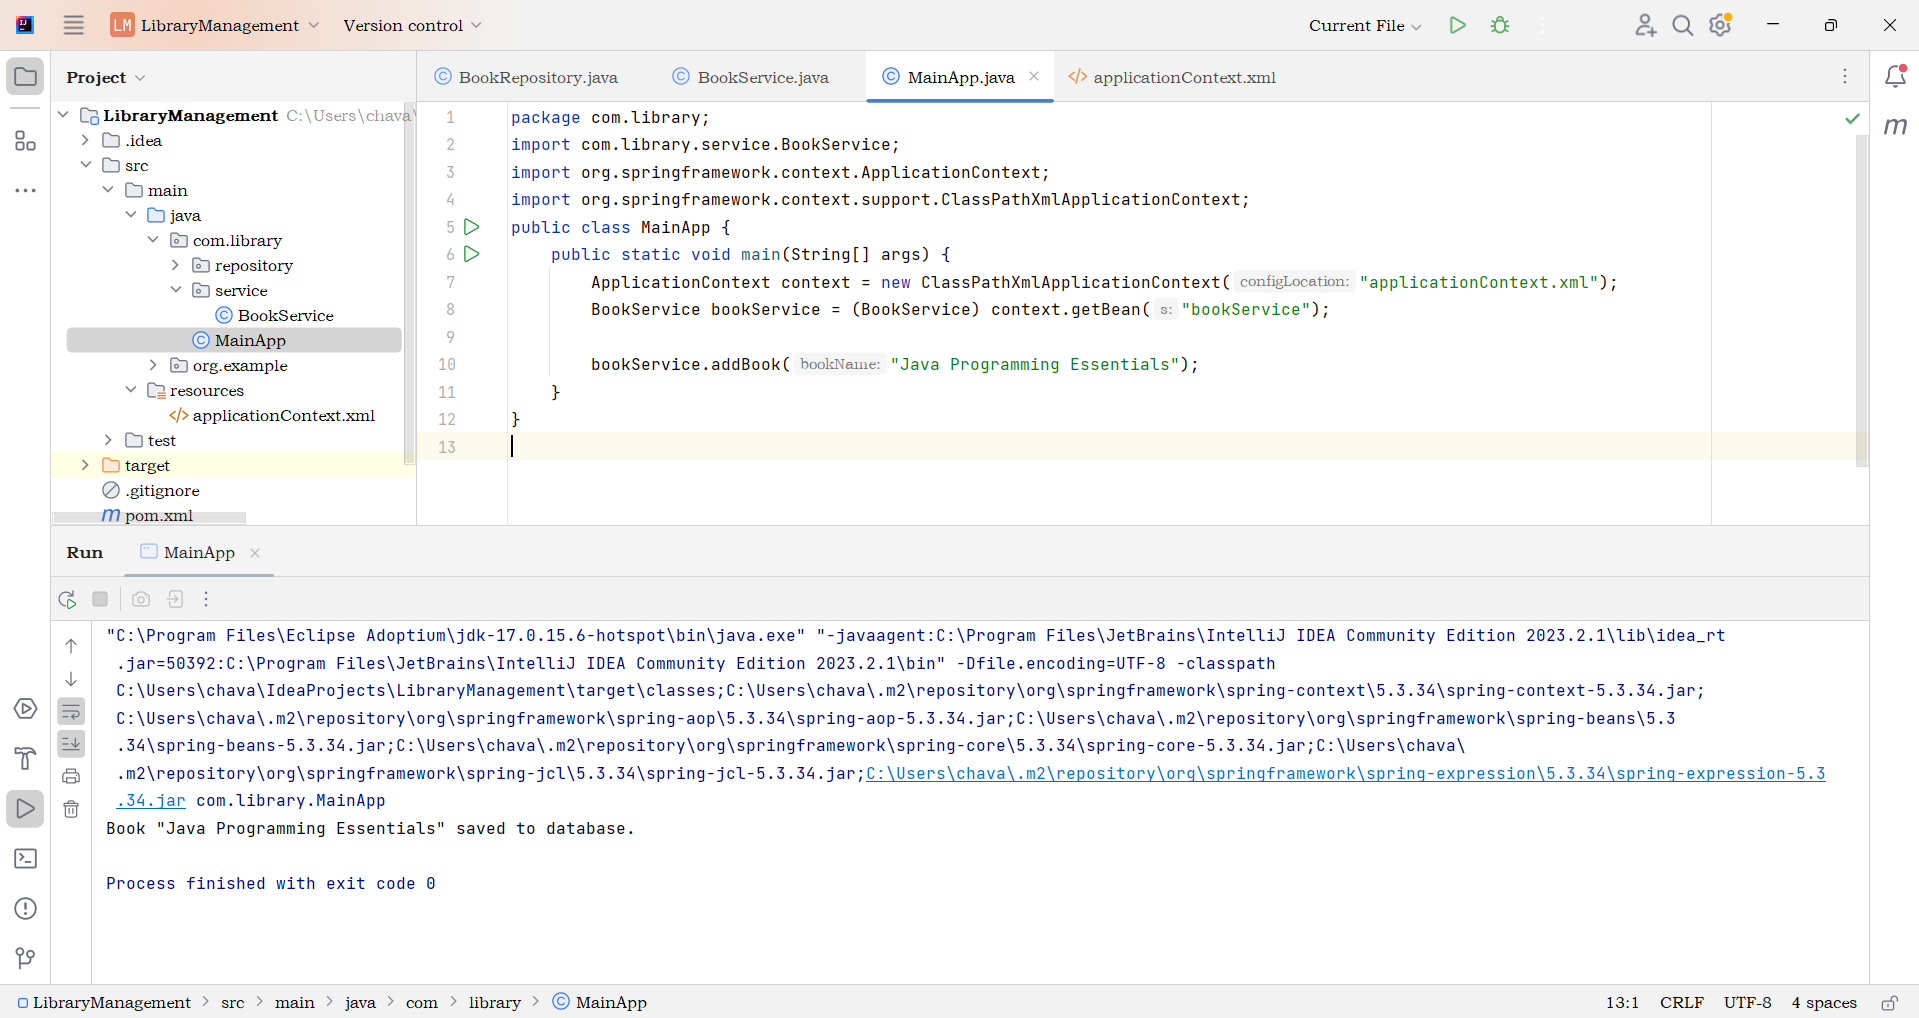 LM LibraryManagement Version control Current File
Project BookRepository.java BookService.java MainApp.java applicationContext.xml
LibraryManagement C:\Users\chava\
.idea
src
main
java
com.library
repository
service
BookService
MainApp
org.example
resources
applicationContext.xml
test
target
.gitignore
pom.xml
1 package com.library;
2 import com.library.service.BookService;
3 import org.springframework.context.ApplicationContext;
4 import org.springframework.context.support.ClassPathXmlApplicationContext;
5 public class MainApp {
6 public static void main(String[] args) {
7 ApplicationContext context = new ClassPathXmlApplicationContext( configLocation: "applicationContext.xml");
8 BookService bookService = (BookService) context.getBean( s: "bookService");
9
10 bookService.addBook( bookName: "Java Programming Essentials");
11 }
12 }
13
Run MainApp
"C:\Program Files\Eclipse Adoptium\jdk-17.0.15.6-hotspot\bin\java.exe" "-javaagent:C:\Program Files\JetBrains\IntelliJ IDEA Community Edition 2023.2.1\lib\idea_rt
.jar=50392:C:\Program Files\JetBrains\IntelliJ IDEA Community Edition 2023.2.1\bin" -Dfile.encoding=UTF-8 -classpath
C:\Users\chava\IdeaProjects\LibraryManagement\target\classes;C:\Users\chava\.m2\repository\org\springframework\spring-context\5.3.34\spring-context-5.3.34.jar;
C:\Users\chava\.m2\repository\org\springframework\spring-aop\5.3.34\spring-aop-5.3.34.jar;C:\Users\chava\.m2\repository\org\springframework\spring-beans\5.3
.34\spring-beans-5.3.34.jar;C:\Users\chava\.m2\repository\org\springframework\spring-core\5.3.34\spring-core-5.3.34.jar;C:\Users\chava\
.m2\repository\org\springframework\spring-jcl\5.3.34\spring-jcl-5.3.34.jar;C:\Users\chava\.m2\repository\org\springframework\spring-expression\5.3.34\spring-expression-5.3
.34.jar com.library.MainApp
Book "Java Programming Essentials" saved to database.
Process finished with exit code 0
LibraryManagement > src > main > java > com > library > MainApp 13:1 CRLF UTF-8 4 spaces